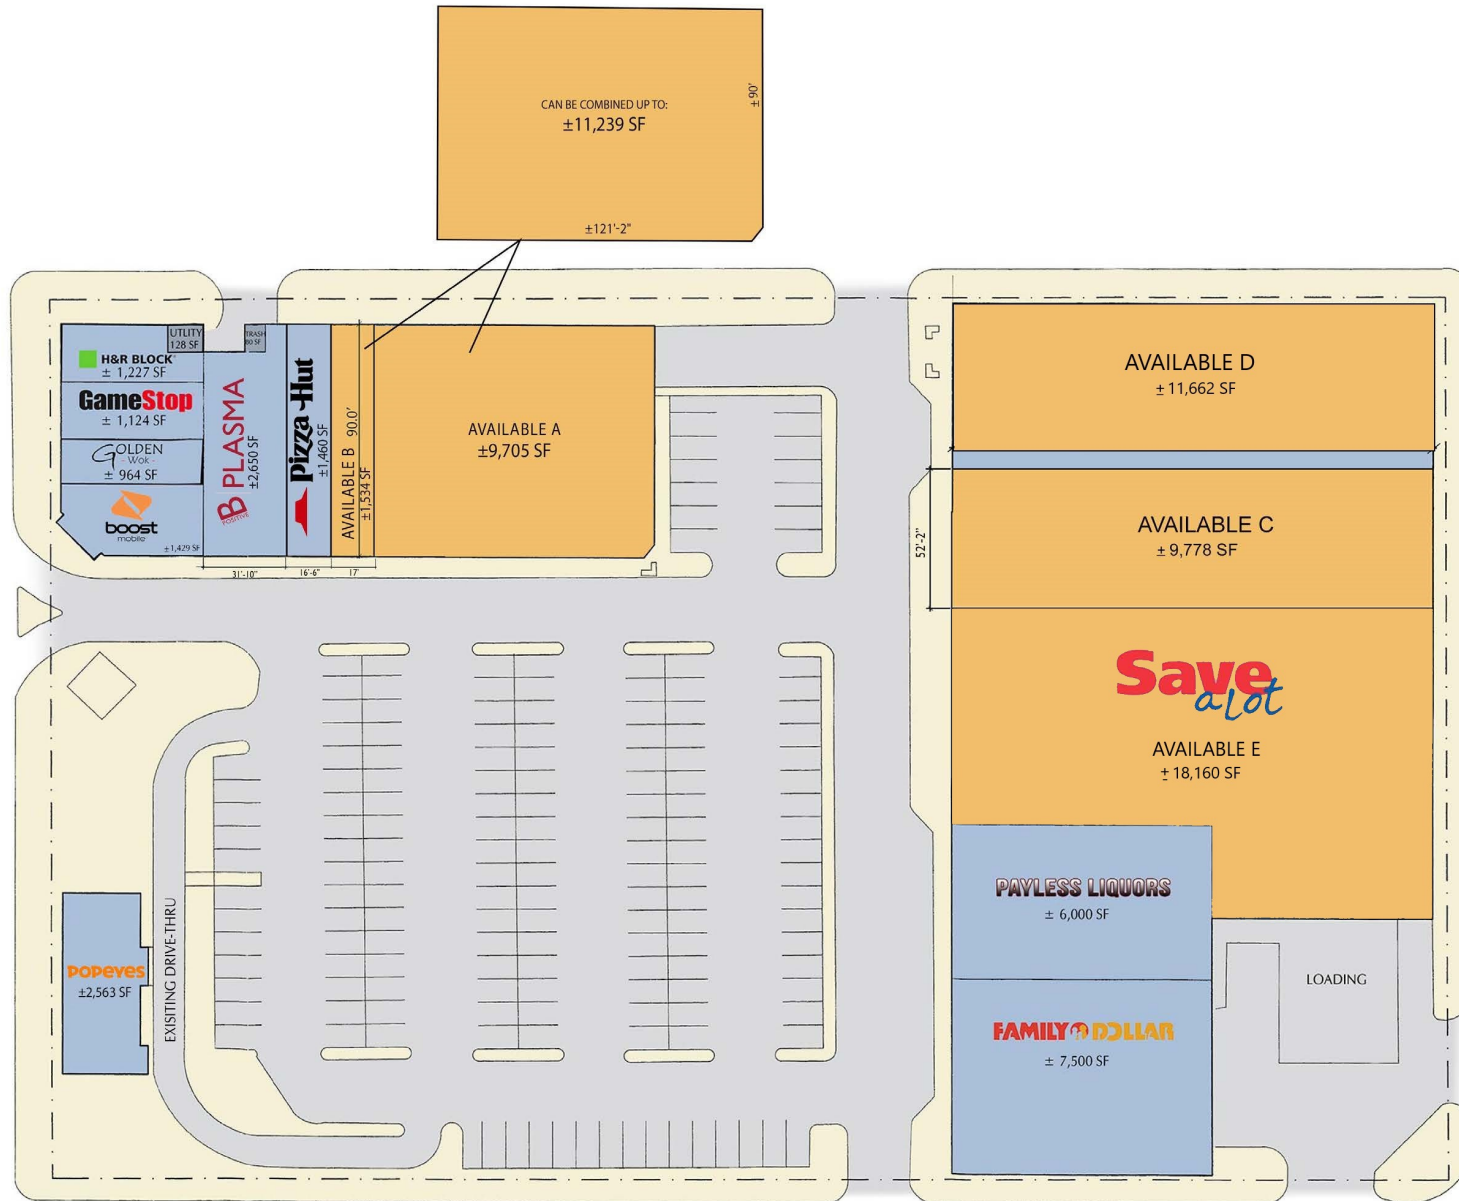 CAN BE COMBINED UP TO:
±11,239 SF
±90'
±121'-2"
UTLITY
128 SF
TRASH
80 SF
H&R BLOCK
± 1,227 SF
GameStop
± 1,124 SF
GOLDEN
- Wok -
± 964 SF
boost
mobile
±1,429 SF
B PLASMA
POSITIVE
±2,650 SF
Pizza Hut
±1,460 SF
AVAILABLE B 90.0'
±1,534 SF
AVAILABLE A
±9,705 SF
31'-10"
16'-6"
17'
AVAILABLE D
± 11,662 SF
52'-2"
AVAILABLE C
± 9,778 SF
Save
a lot
AVAILABLE E
± 18,160 SF
PAYLESS LIQUORS
± 6,000 SF
POPEYES
±2,563 SF
EXISITING DRIVE-THRU
LOADING
FAMILY DOLLAR
± 7,500 SF